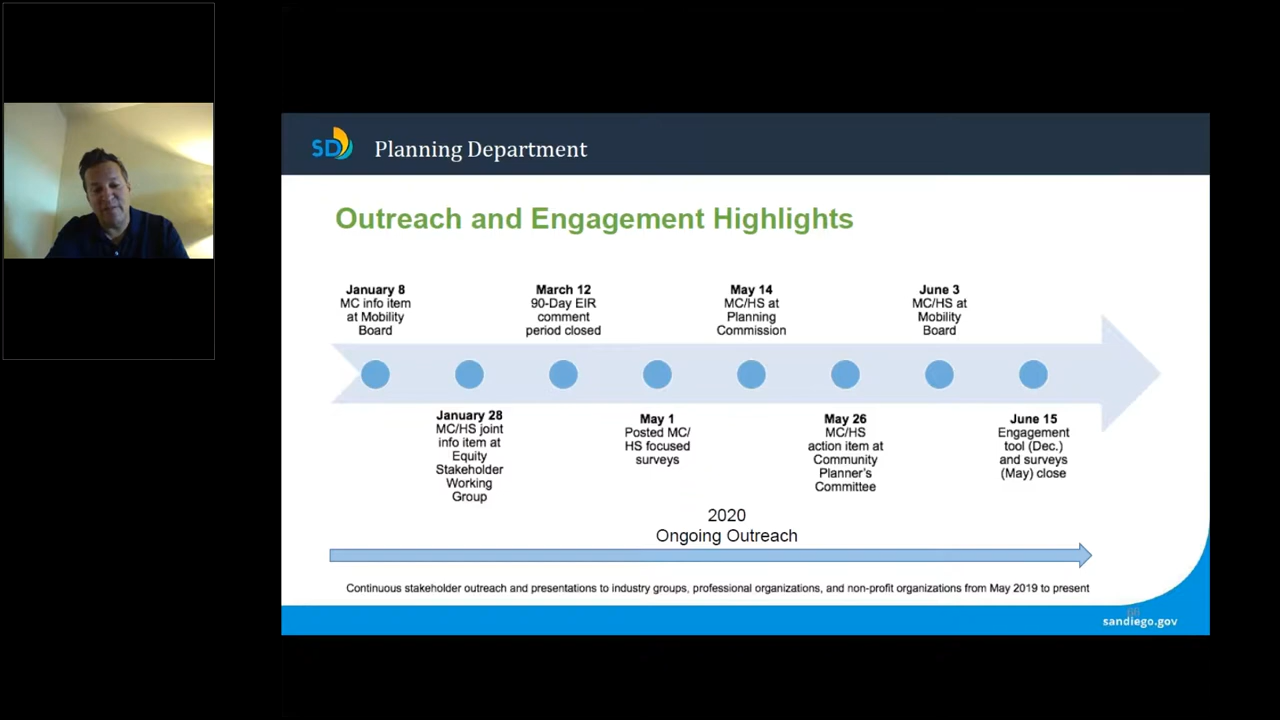 SD
Planning Department
Outreach and Engagement Highlights
January 8
MC info item
at Mobility
Board
March 12
90-Day EIR
comment
period closed
May 14
MC/HS at
Planning
Commission
June 3
MC/HS at
Mobility
Board
January 28
MC/HS joint
info item at
Equity
Stakeholder
Working
Group
May 1
Posted MC/
HS focused
surveys
May 26
MC/HS
action item at
Community
Planner's
Committee
June 15
Engagement
tool (Dec.)
and surveys
(May) close
2020
Ongoing Outreach
Continuous stakeholder outreach and presentations to industry groups, professional organizations, and non-profit organizations from May 2019 to present
sandiego.gov